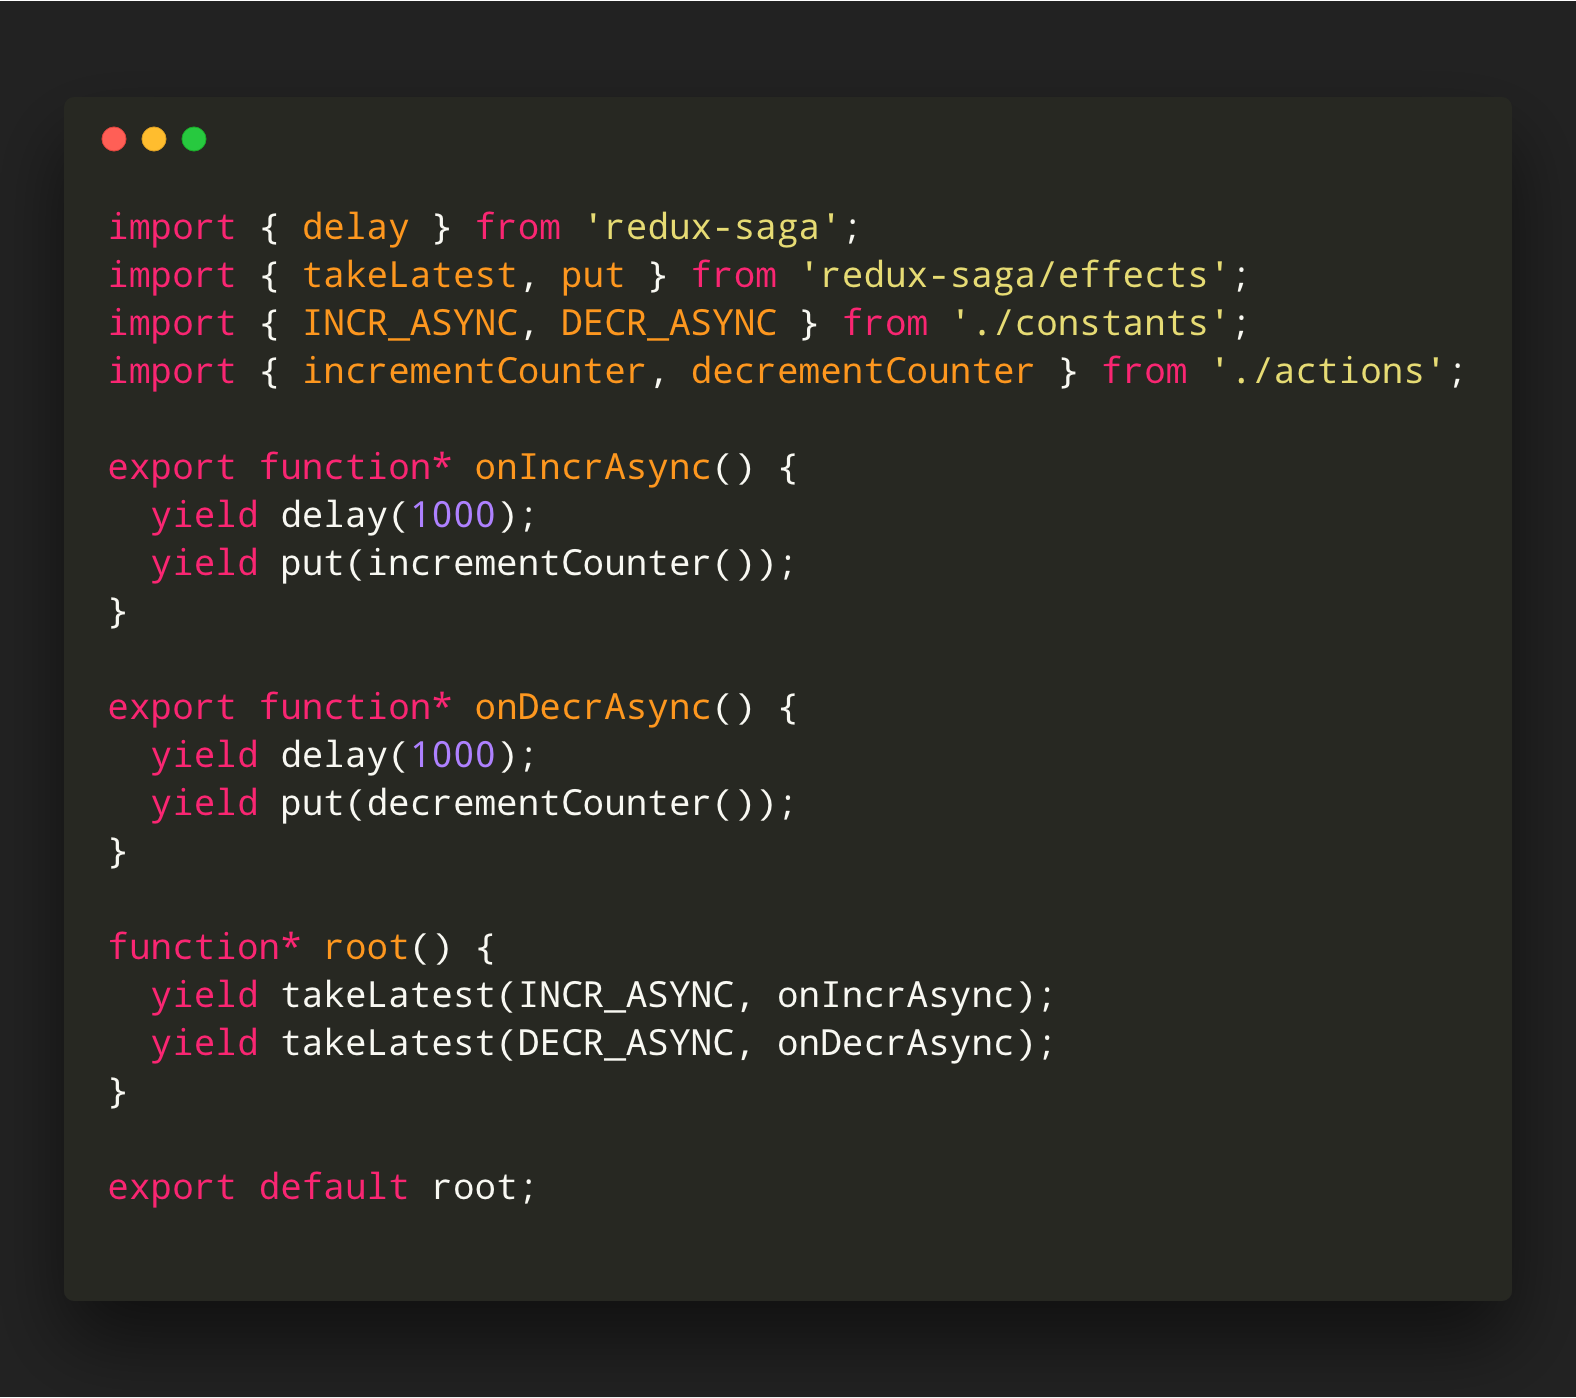 import { delay } from 'redux-saga';
import { takeLatest, put } from 'redux-saga/effects';
import { INCR_ASYNC, DECR_ASYNC } from './constants';
import { incrementCounter, decrementCounter } from './actions';

export function* onIncrAsync() {
  yield delay(1000);
  yield put(incrementCounter());
}

export function* onDecrAsync() {
  yield delay(1000);
  yield put(decrementCounter());
}

function* root() {
  yield takeLatest(INCR_ASYNC, onIncrAsync);
  yield takeLatest(DECR_ASYNC, onDecrAsync);
}

export default root;